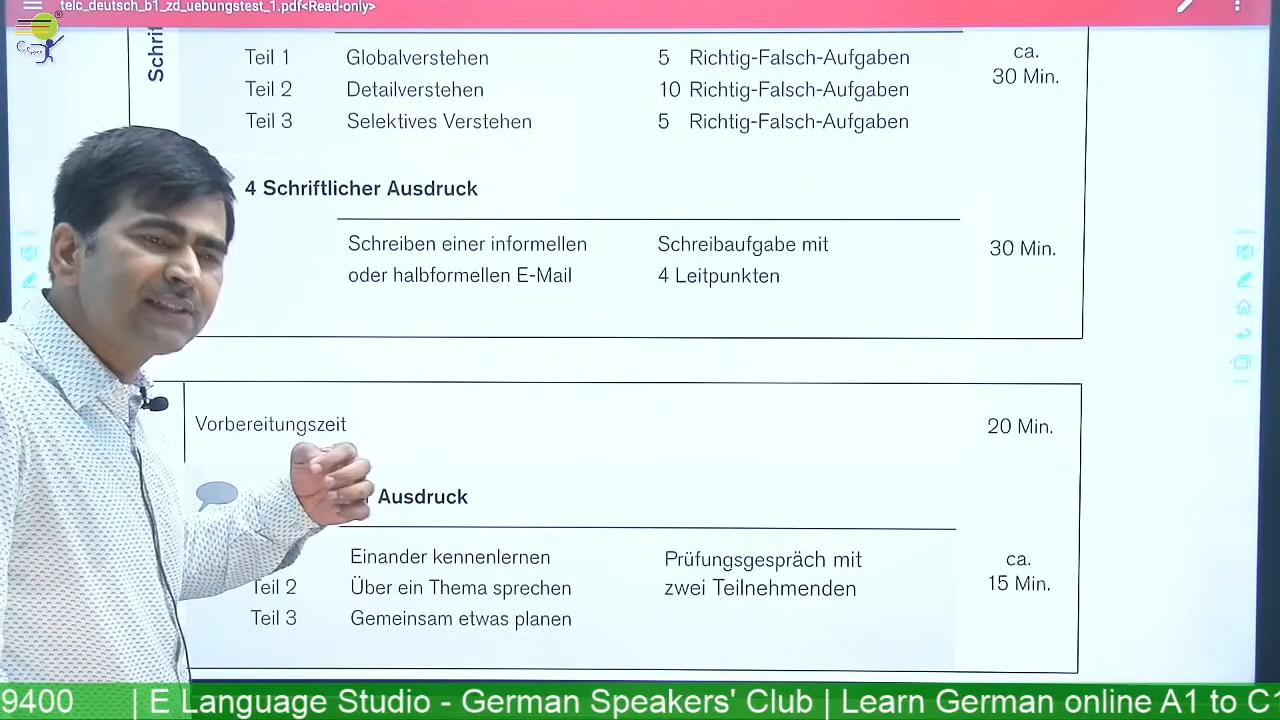 telc_deutsch_b1_zd_uebungstest_1.pdf<Read-only>
Schrif
Teil 1 Globalverstehen 5 Richtig-Falsch-Aufgaben ca.
30 Min.
Teil 2 Detailverstehen 10 Richtig-Falsch-Aufgaben
Teil 3 Selektives Verstehen 5 Richtig-Falsch-Aufgaben
4 Schriftlicher Ausdruck
Schreiben einer informellen Schreibaufgabe mit 30 Min.
oder halbformellen E-Mail 4 Leitpunkten
Vorbereitungszeit 20 Min.
Ausdruck
Einander kennenlernen Prüfungsgespräch mit ca.
Teil 2 Über ein Thema sprechen zwei Teilnehmenden 15 Min.
Teil 3 Gemeinsam etwas planen
9400 | E Language Studio - German Speakers' Club | Learn German online A1 to C1